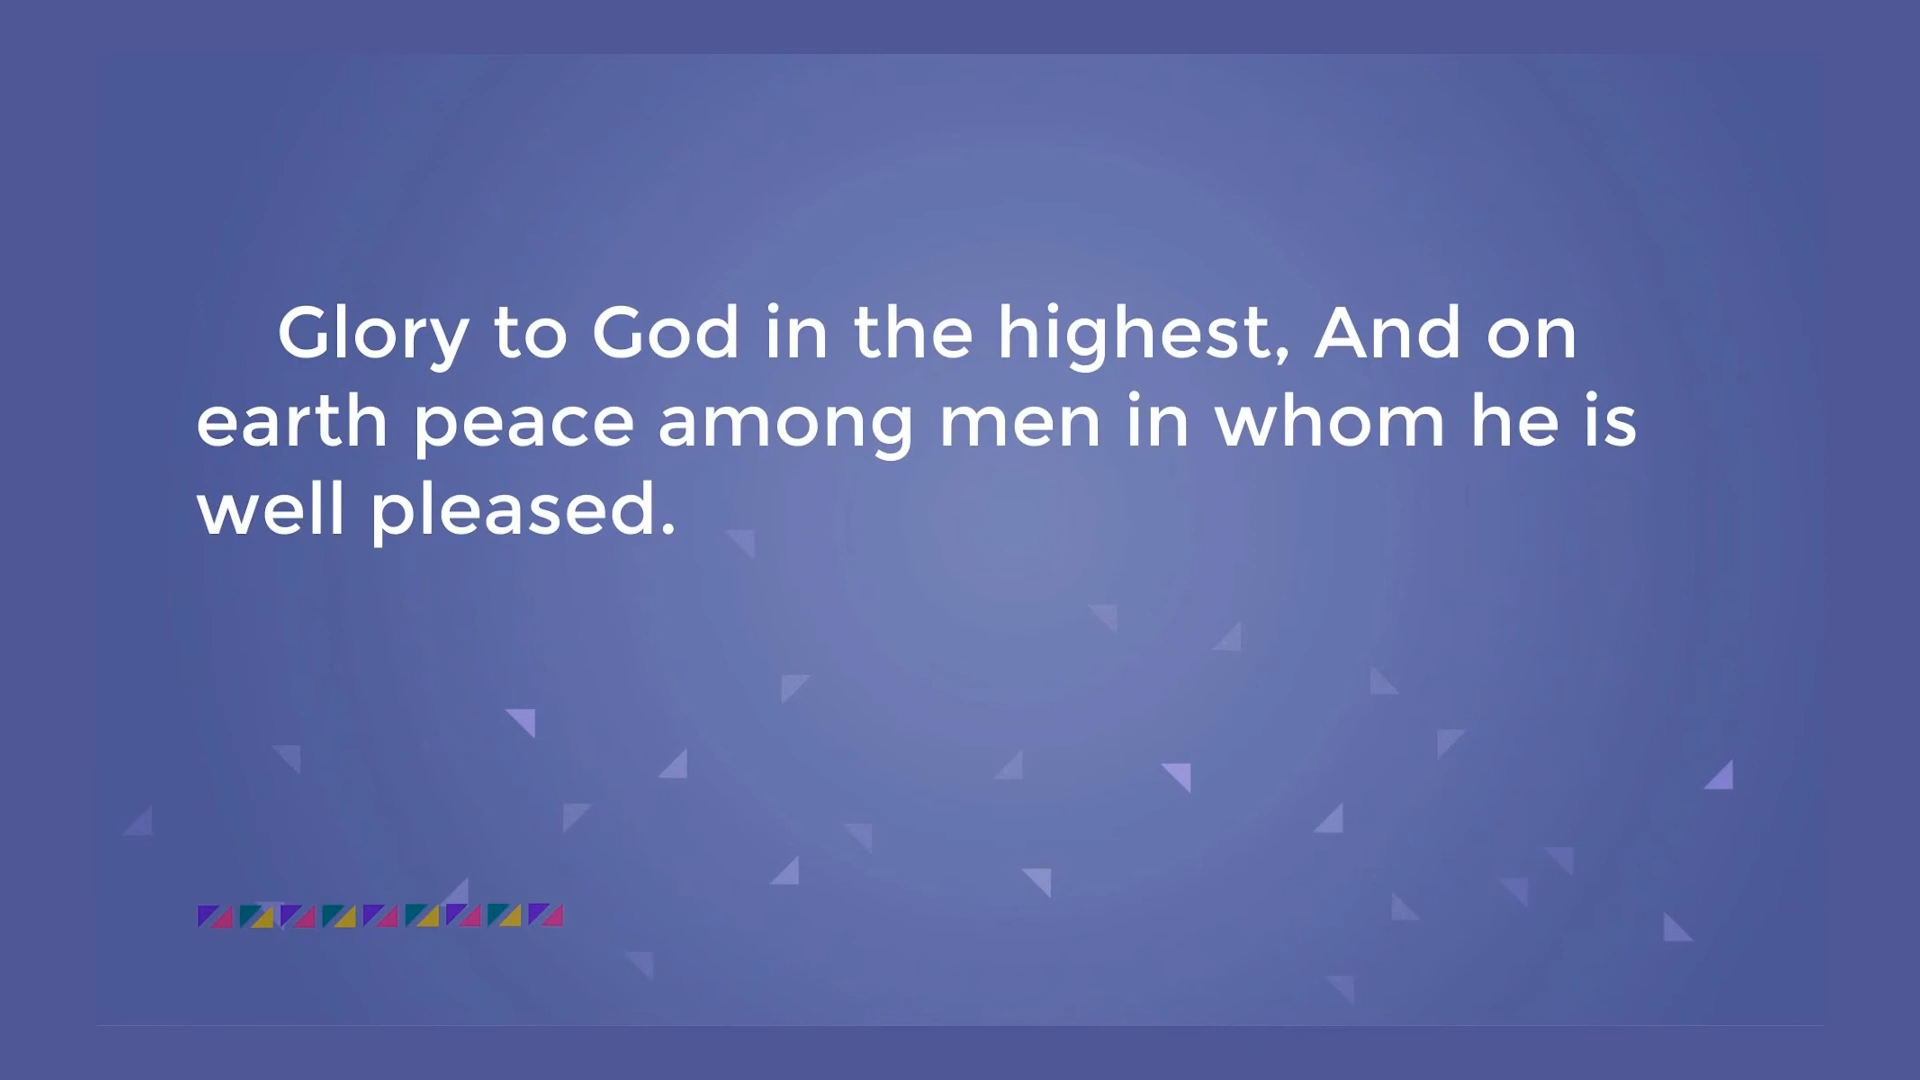 Glory to God in the highest, And on
earth peace among men in whom he is
well pleased.